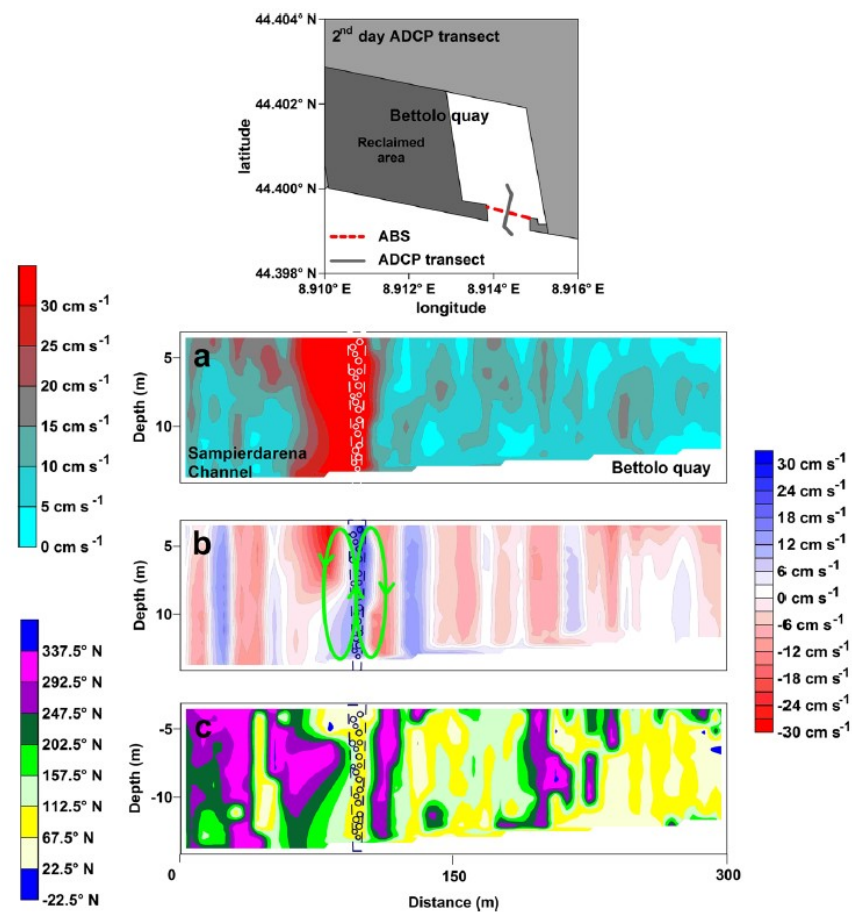 44.404° N
2nd day ADCP transect
44.402° N
Bettolo quay
Reclaimed
area
latitude
44.400° N
ABS
ADCP transect
44.398° N
8.910° E
8.912° E
8.914° E
8.916° E
longitude
30 cm s-1
25 cm s-1
20 cm s-1
15 cm s-1
10 cm s-1
5 cm s-1
0 cm s-1
a
5
10
Depth (m)
Sampierdarena
Channel
Bettolo quay
30 cm s-1
24 cm s-1
18 cm s-1
12 cm s-1
6 cm s-1
0 cm s-1
-6 cm s-1
-12 cm s-1
-18 cm s-1
-24 cm s-1
-30 cm s-1
b
5
10
Depth (m)
337.5° N
292.5° N
247.5° N
202.5° N
157.5° N
112.5° N
67.5° N
22.5° N
-22.5° N
c
-5
-10
Depth (m)
0
150
300
Distance (m)